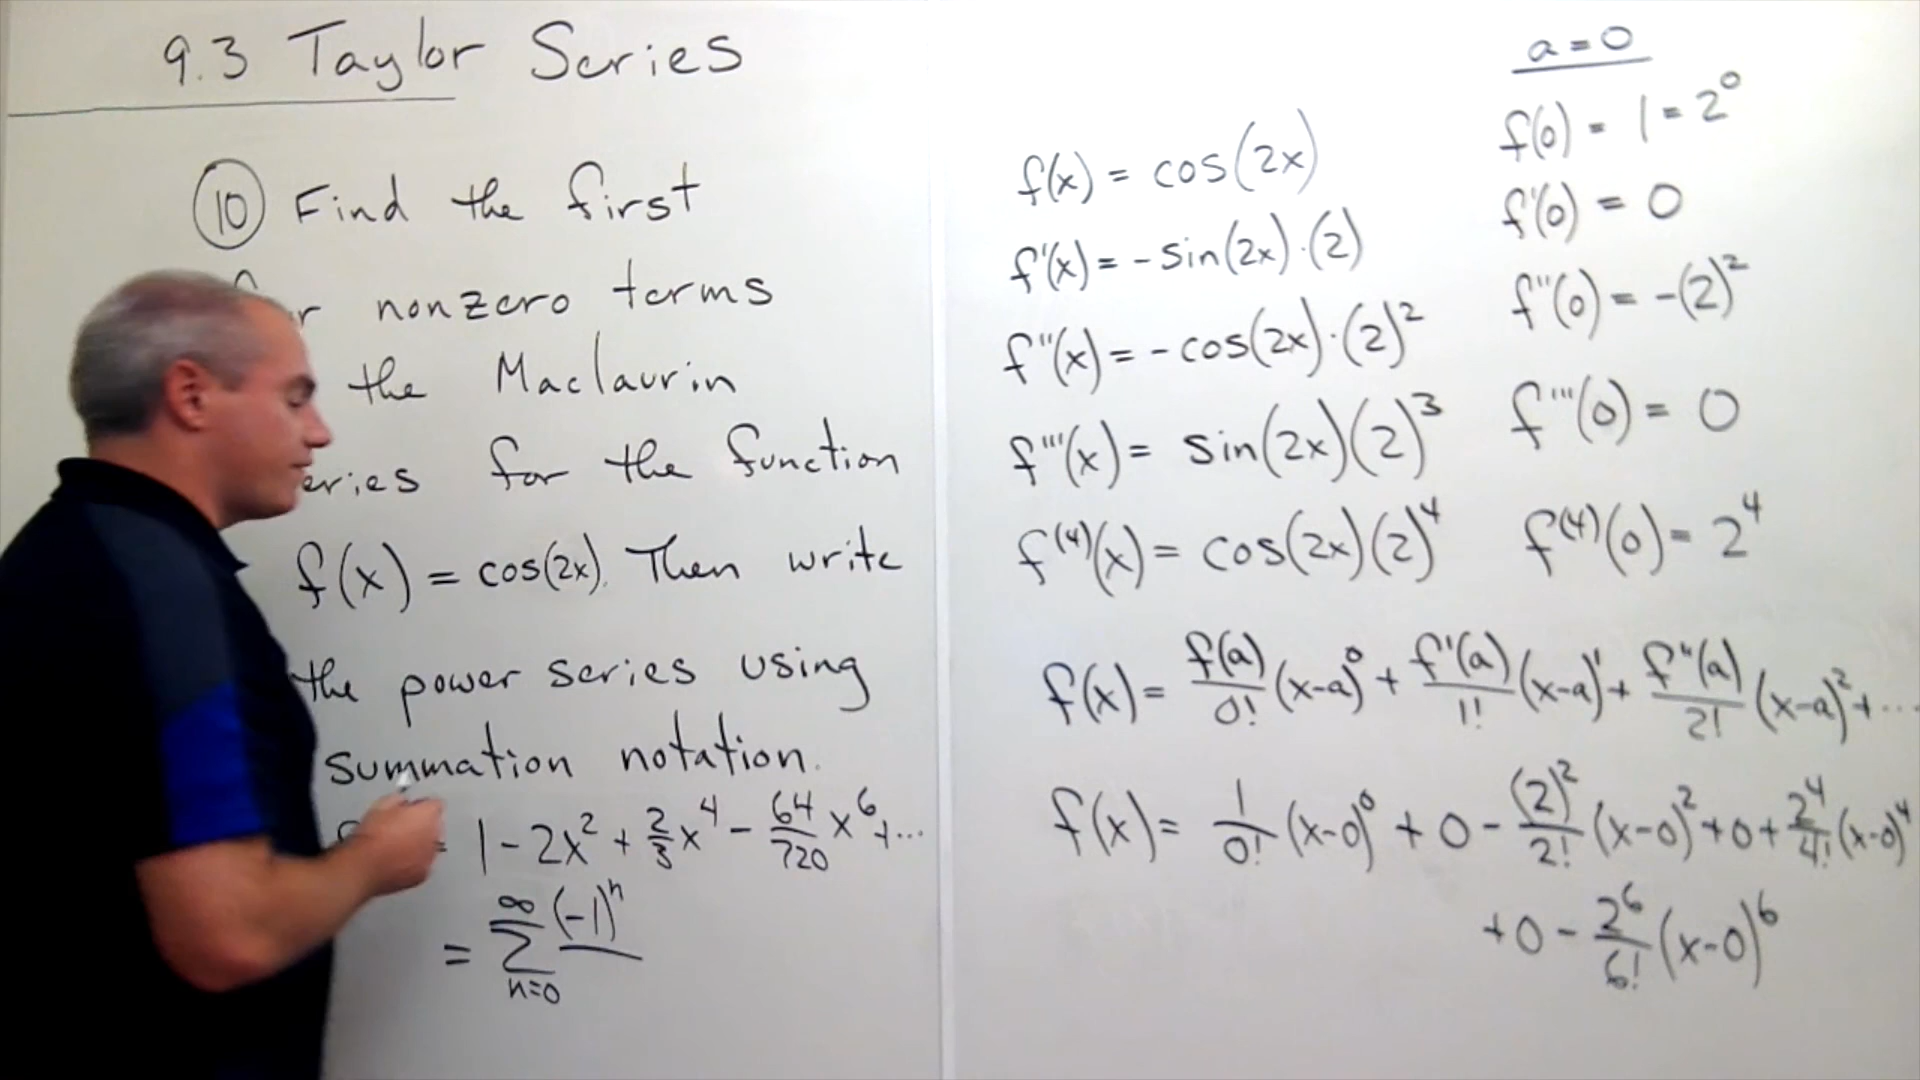 9.3 Taylor Series
10 Find the first
nonzero terms
the Maclaurin
eries for the function
f(x) = cos(2x). Then write
the power series using
summation notation.
= 1 - 2x² + 2/3 x⁴ - 64/720 x⁶ + ...
= ∞ Σ n=0 (-1)ⁿ
f(x) = cos(2x)
f'(x) = - sin(2x)·(2)
f''(x) = - cos(2x)·(2)²
f'''(x) = sin(2x)(2)³
f⁽⁴⁾(x) = cos(2x)(2)⁴
a = 0
f(0) = 1 = 2⁰
f'(0) = 0
f''(0) = -(2)²
f'''(0) = 0
f⁽⁴⁾(0) = 2⁴
f(x) = f(a)/0! (x-a)⁰ + f'(a)/1! (x-a)¹ + f''(a)/2! (x-a)² + ...
f(x) = 1/0! (x-0)⁰ + 0 - (2)²/2! (x-0)² + 0 + 2⁴/4! (x-0)⁴
+ 0 - 2⁶/6! (x-0)⁶